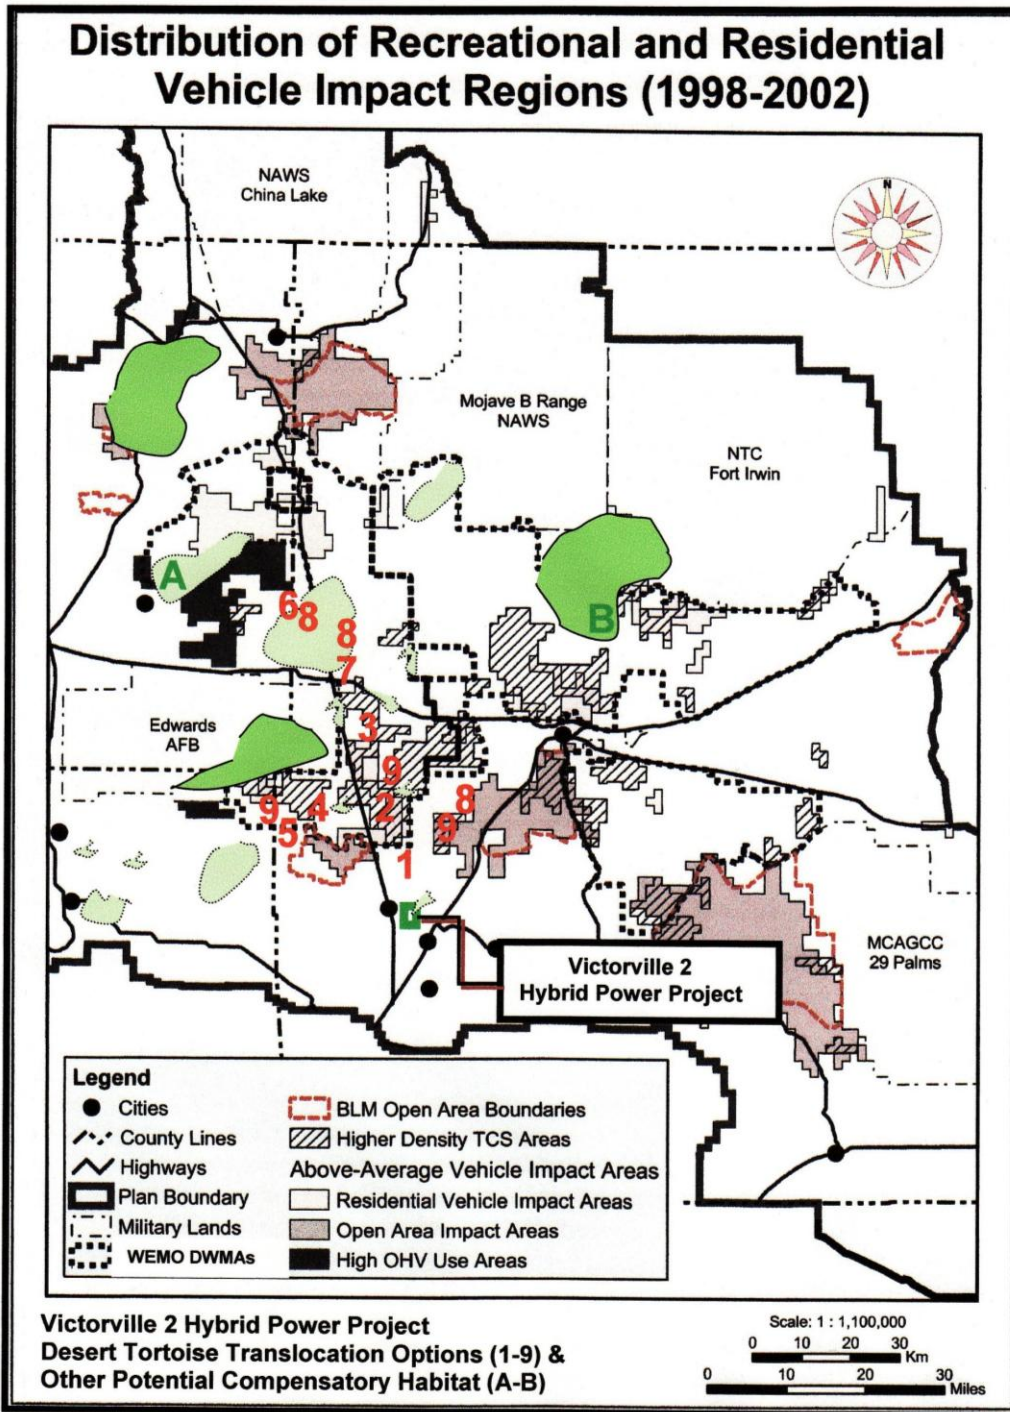 Distribution of Recreational and Residential
Vehicle Impact Regions (1998-2002)
NAWS
China Lake
N
Mojave B Range
NAWS
NTC
Fort Irwin
A
B
6
8
8
7
3
Edwards
AFB
9
8
9
4
2
9
5
1
MCAGCC
29 Palms
Victorville 2
Hybrid Power Project
Legend
Cities
County Lines
Highways
Plan Boundary
Military Lands
WEMO DWMAs
BLM Open Area Boundaries
Higher Density TCS Areas
Above-Average Vehicle Impact Areas
Residential Vehicle Impact Areas
Open Area Impact Areas
High OHV Use Areas
Victorville 2 Hybrid Power Project
Desert Tortoise Translocation Options (1-9) &
Other Potential Compensatory Habitat (A-B)
Scale: 1 : 1,100,000
0 10 20 30
Km
0 10 20 30
Miles